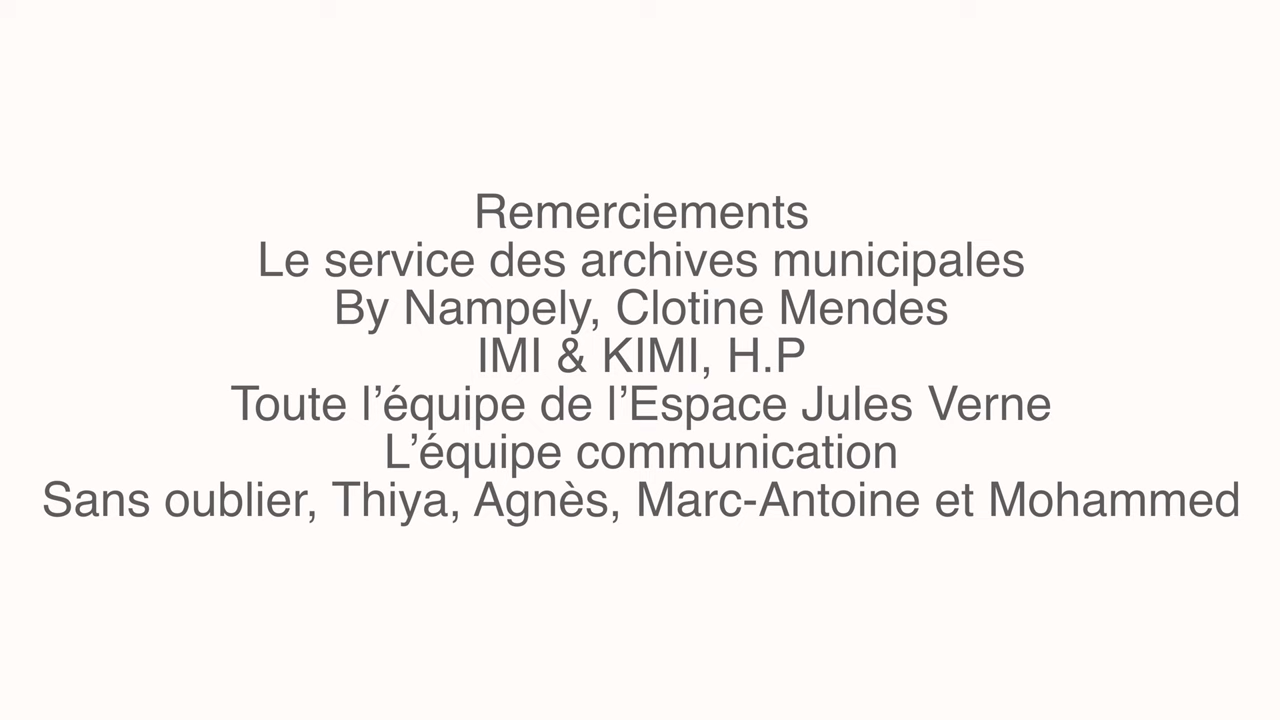 Remerciements
Le service des archives municipales
By Nampely, Clotine Mendes
IMI & KIMI, H.P
Toute l’équipe de l’Espace Jules Verne
L’équipe communication
Sans oublier, Thiya, Agnès, Marc-Antoine et Mohammed